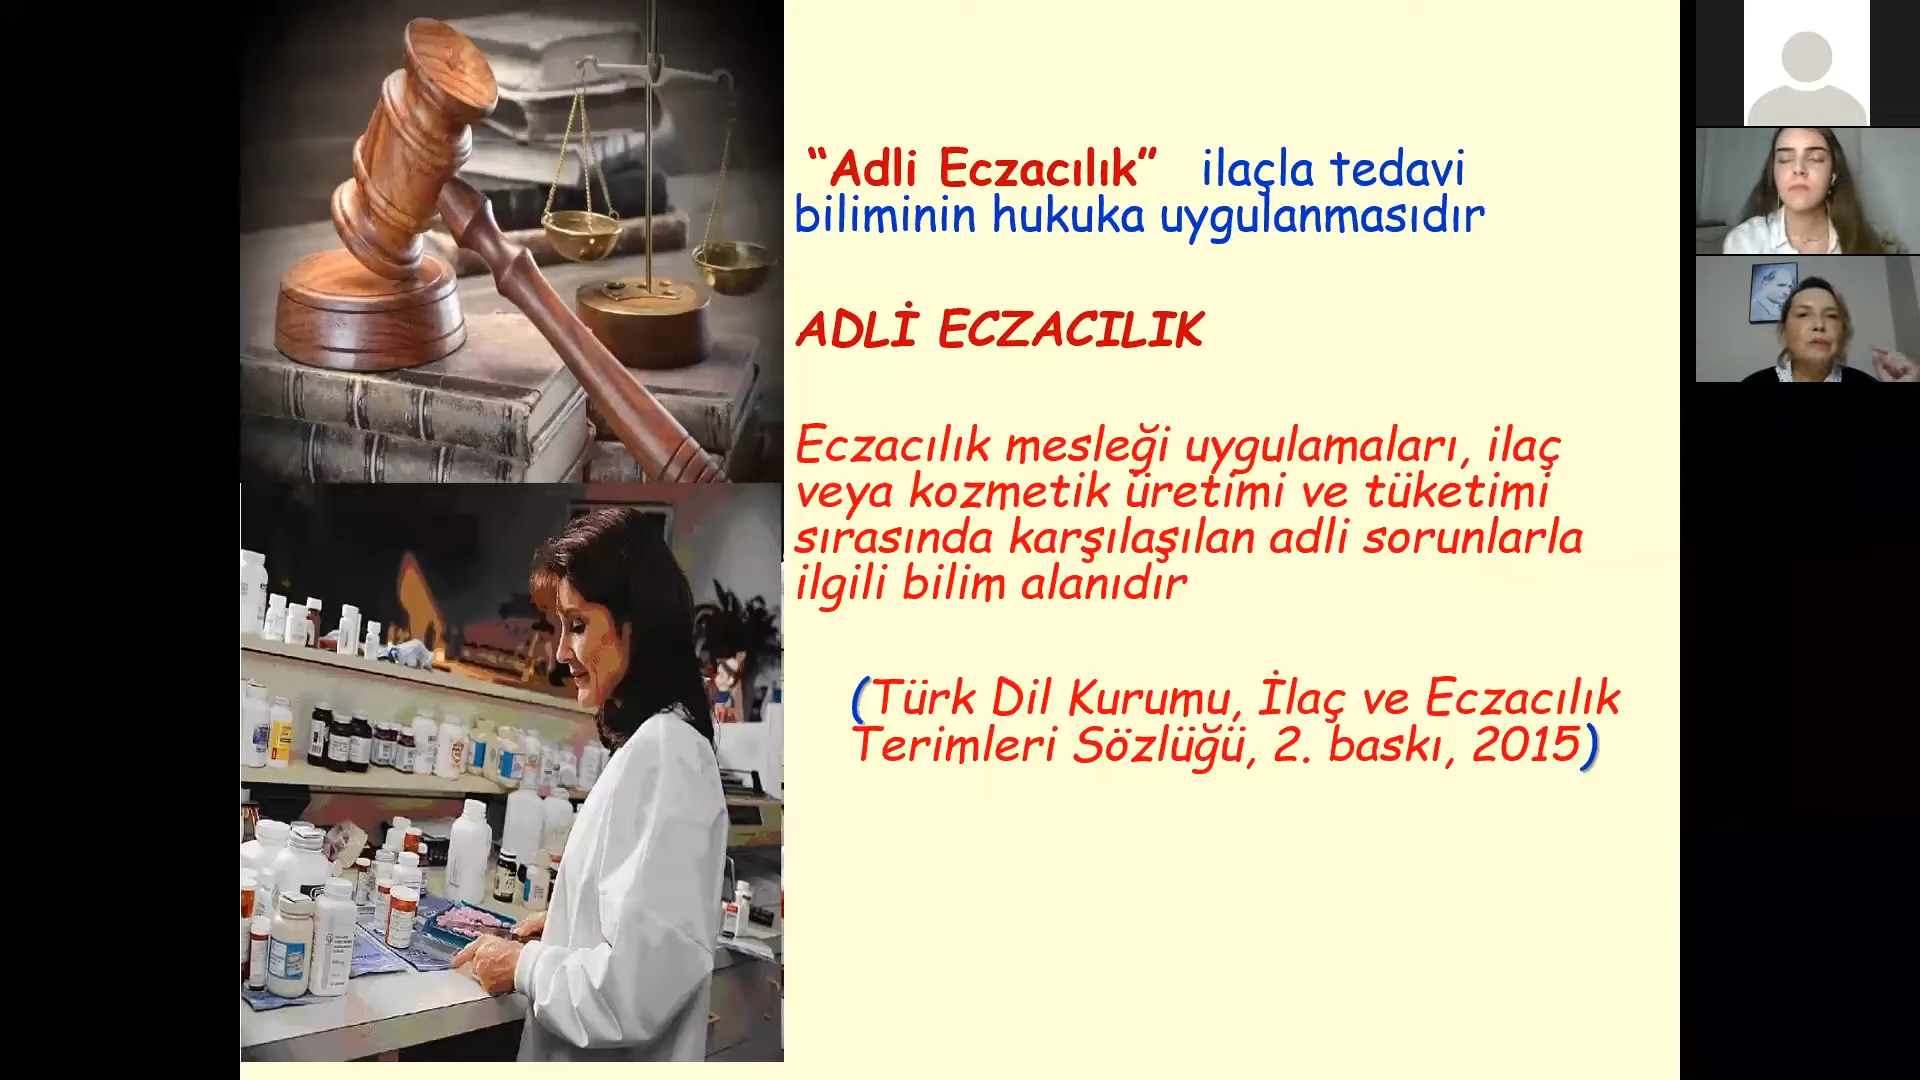 “Adli Eczacılık” ilaçla tedavi
biliminin hukuka uygulanmasıdır
ADLİ ECZACILIK
Eczacılık mesleği uygulamaları, ilaç
veya kozmetik üretimi ve tüketimi
sırasında karşılaşılan adli sorunlarla
ilgili bilim alanıdır
(Türk Dil Kurumu, İlaç ve Eczacılık
Terimleri Sözlüğü, 2. baskı, 2015)